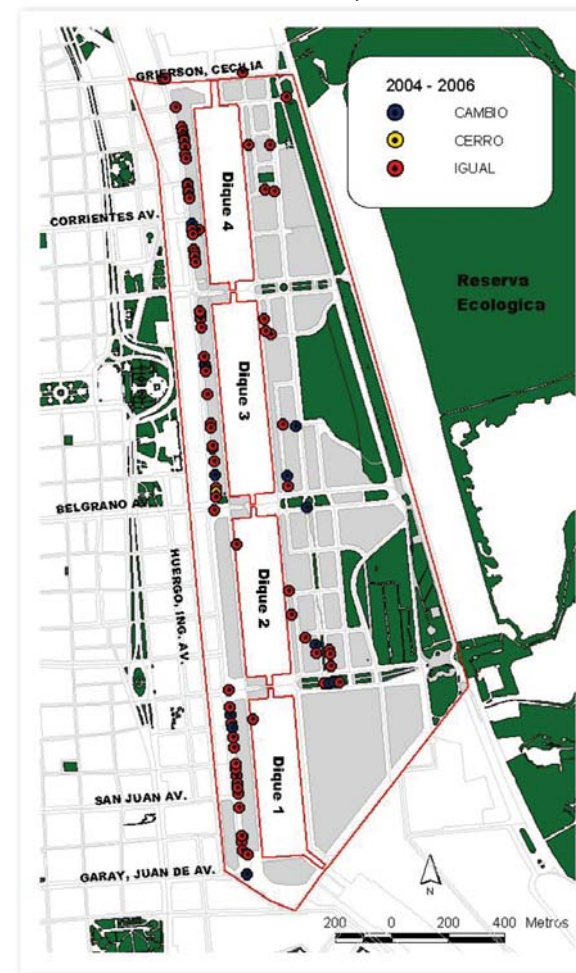 GRIERSON, CECILIA
2004 - 2006
CAMBIO
CERRO
IGUAL
Dique 4
CORRIENTES AV.
Reserva
Ecologica
Dique 3
BELGRANO AV.
HUERGO, ING. AV.
Dique 2
Dique 1
SAN JUAN AV.
GARAY, JUAN DE AV.
N
200 0 200 400 Metros